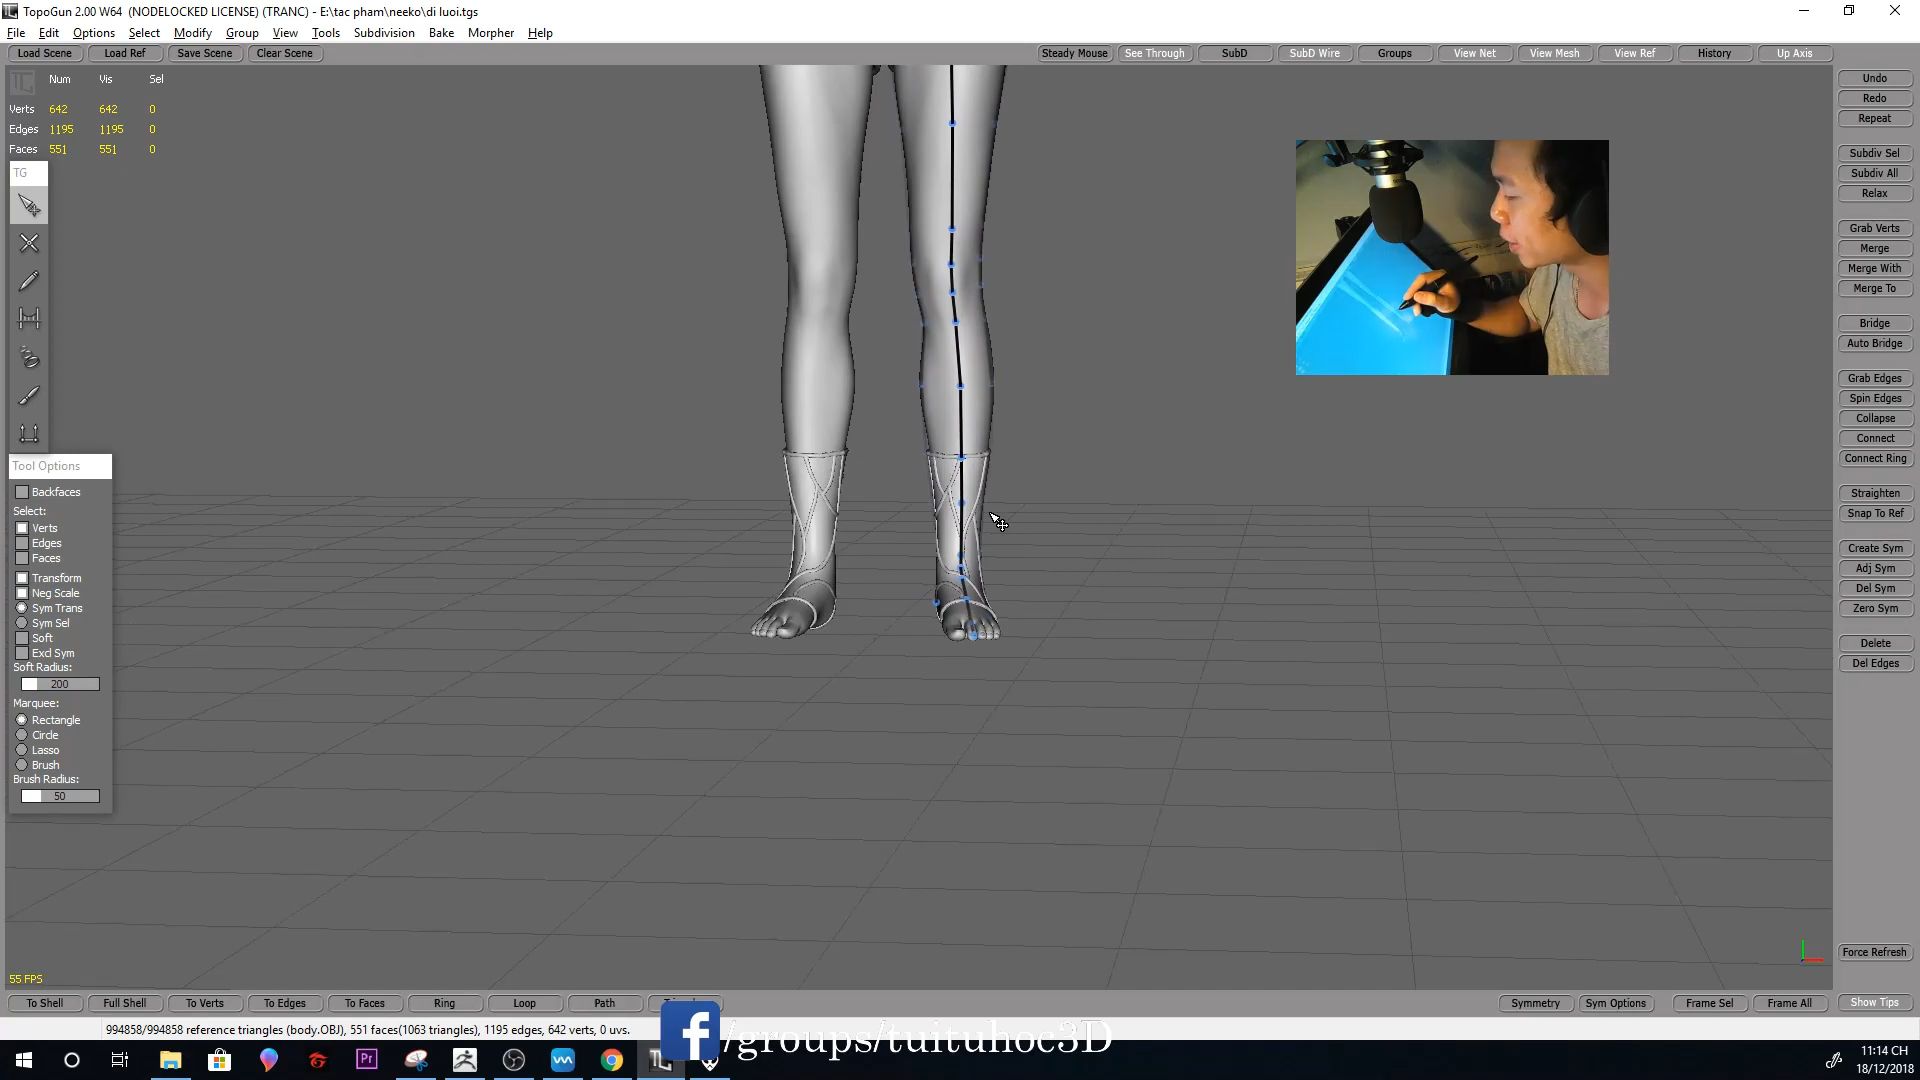 TopoGun 2.00 W64 (NODELOCKED LICENSE) (TRANC) - E:\tac pham\neeko\di luoi.tgs
File Edit Options Select Modify Group View Tools Subdivision Bake Morpher Help
Load Scene Load Ref Save Scene Clear Scene Steady Mouse See Through SubD SubD Wire Groups View Net View Mesh View Ref History Up Axis
Num Vis Sel
Verts 642 642 0
Edges 1195 1195 0
Faces 551 551 0
TG
Tool Options
Backfaces
Select:
Verts
Edges
Faces
Transform
Neg Scale
Sym Trans
Sym Sel
Soft
Excl Sym
Soft Radius:
200
Marquee:
Rectangle
Circle
Lasso
Brush
Brush Radius:
50
55 FPS
Undo
Redo
Repeat
Subdiv Sel
Subdiv All
Relax
Grab Verts
Merge
Merge With
Merge To
Bridge
Auto Bridge
Grab Edges
Spin Edges
Collapse
Connect
Connect Ring
Straighten
Snap To Ref
Create Sym
Adj Sym
Del Sym
Zero Sym
Delete
Del Edges
Force Refresh
Show Tips
To Shell Full Shell To Verts To Edges To Faces Ring Loop Path Symmetry Sym Options Frame Sel Frame All
994858/994858 reference triangles (body.OBJ), 551 faces(1063 triangles), 1195 edges, 642 verts, 0 uvs.
/groups/tuituhoc3D
Pr
11:14 CH
18/12/2018